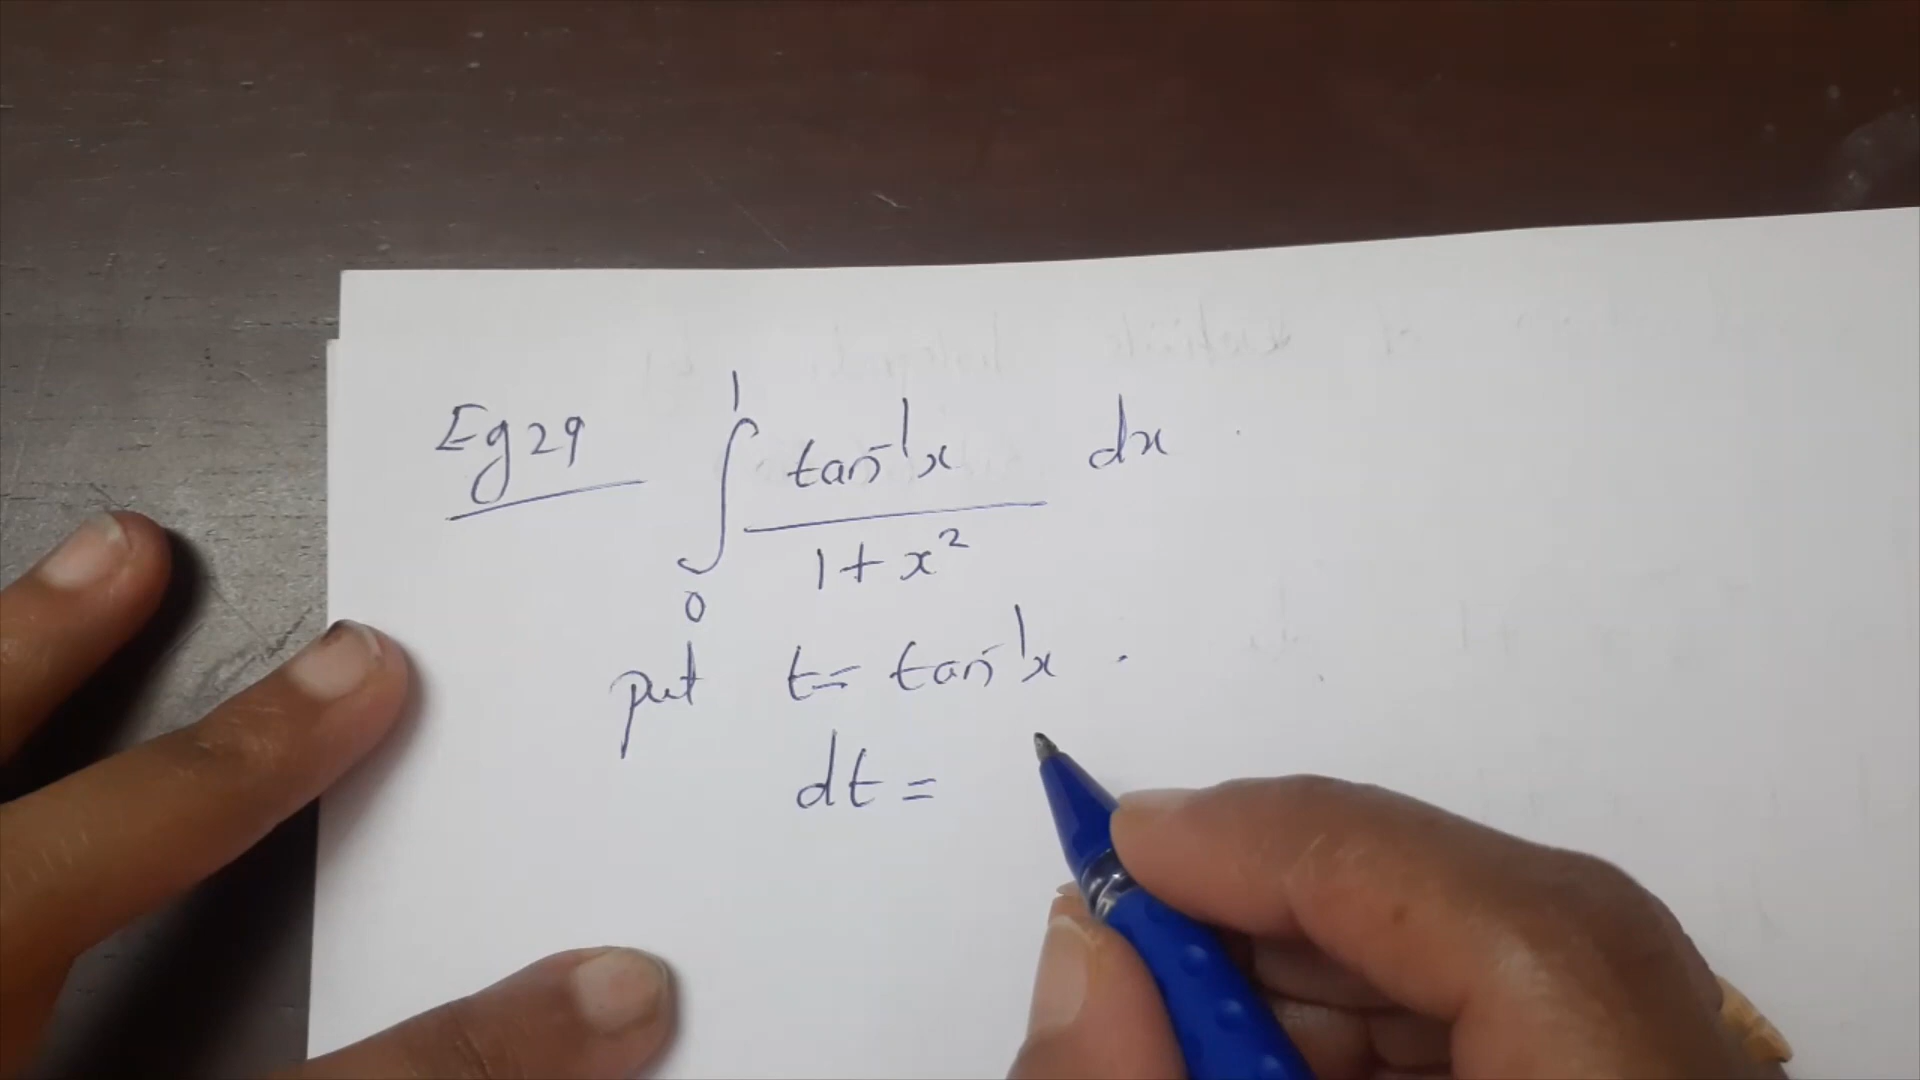 Eg 29 ∫₀¹ tan⁻¹x / 1 + x² dx
put t = tan⁻¹x .
dt =